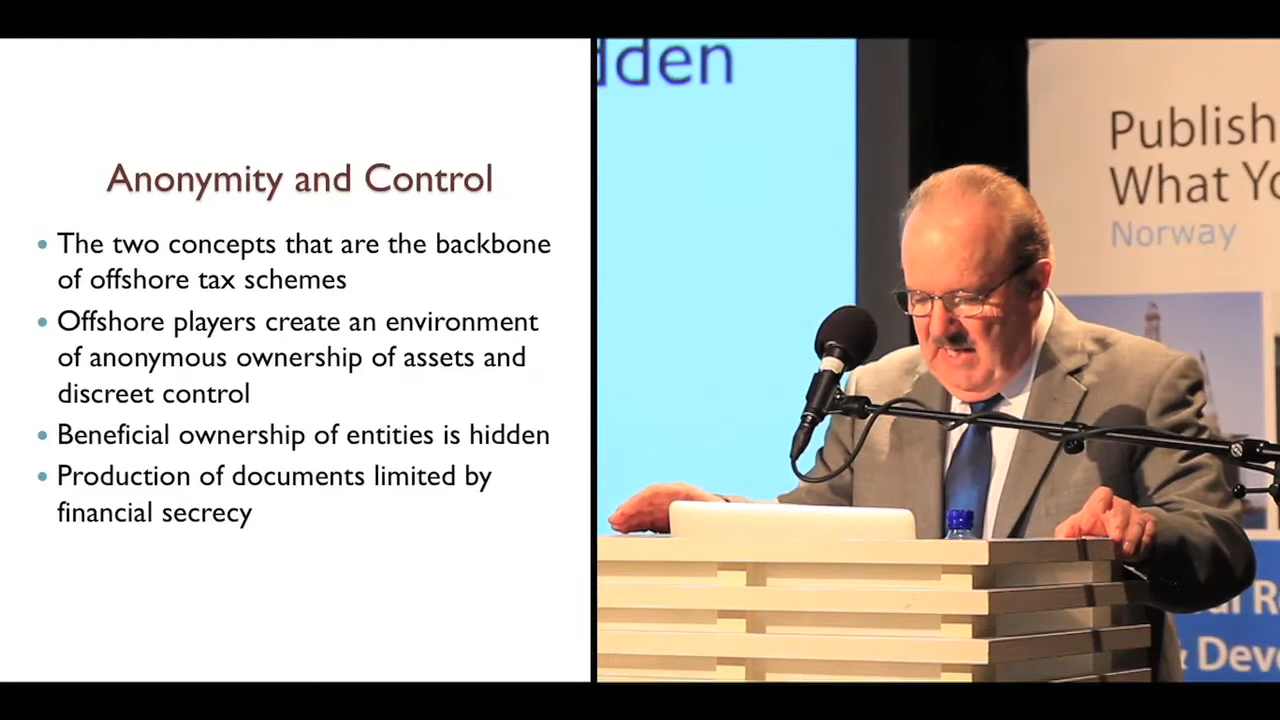 Anonymity and Control
• The two concepts that are the backbone
of offshore tax schemes
• Offshore players create an environment
of anonymous ownership of assets and
discreet control
• Beneficial ownership of entities is hidden
• Production of documents limited by
financial secrecy
dden
Publish
What Yo
Norway
al R
& Deve